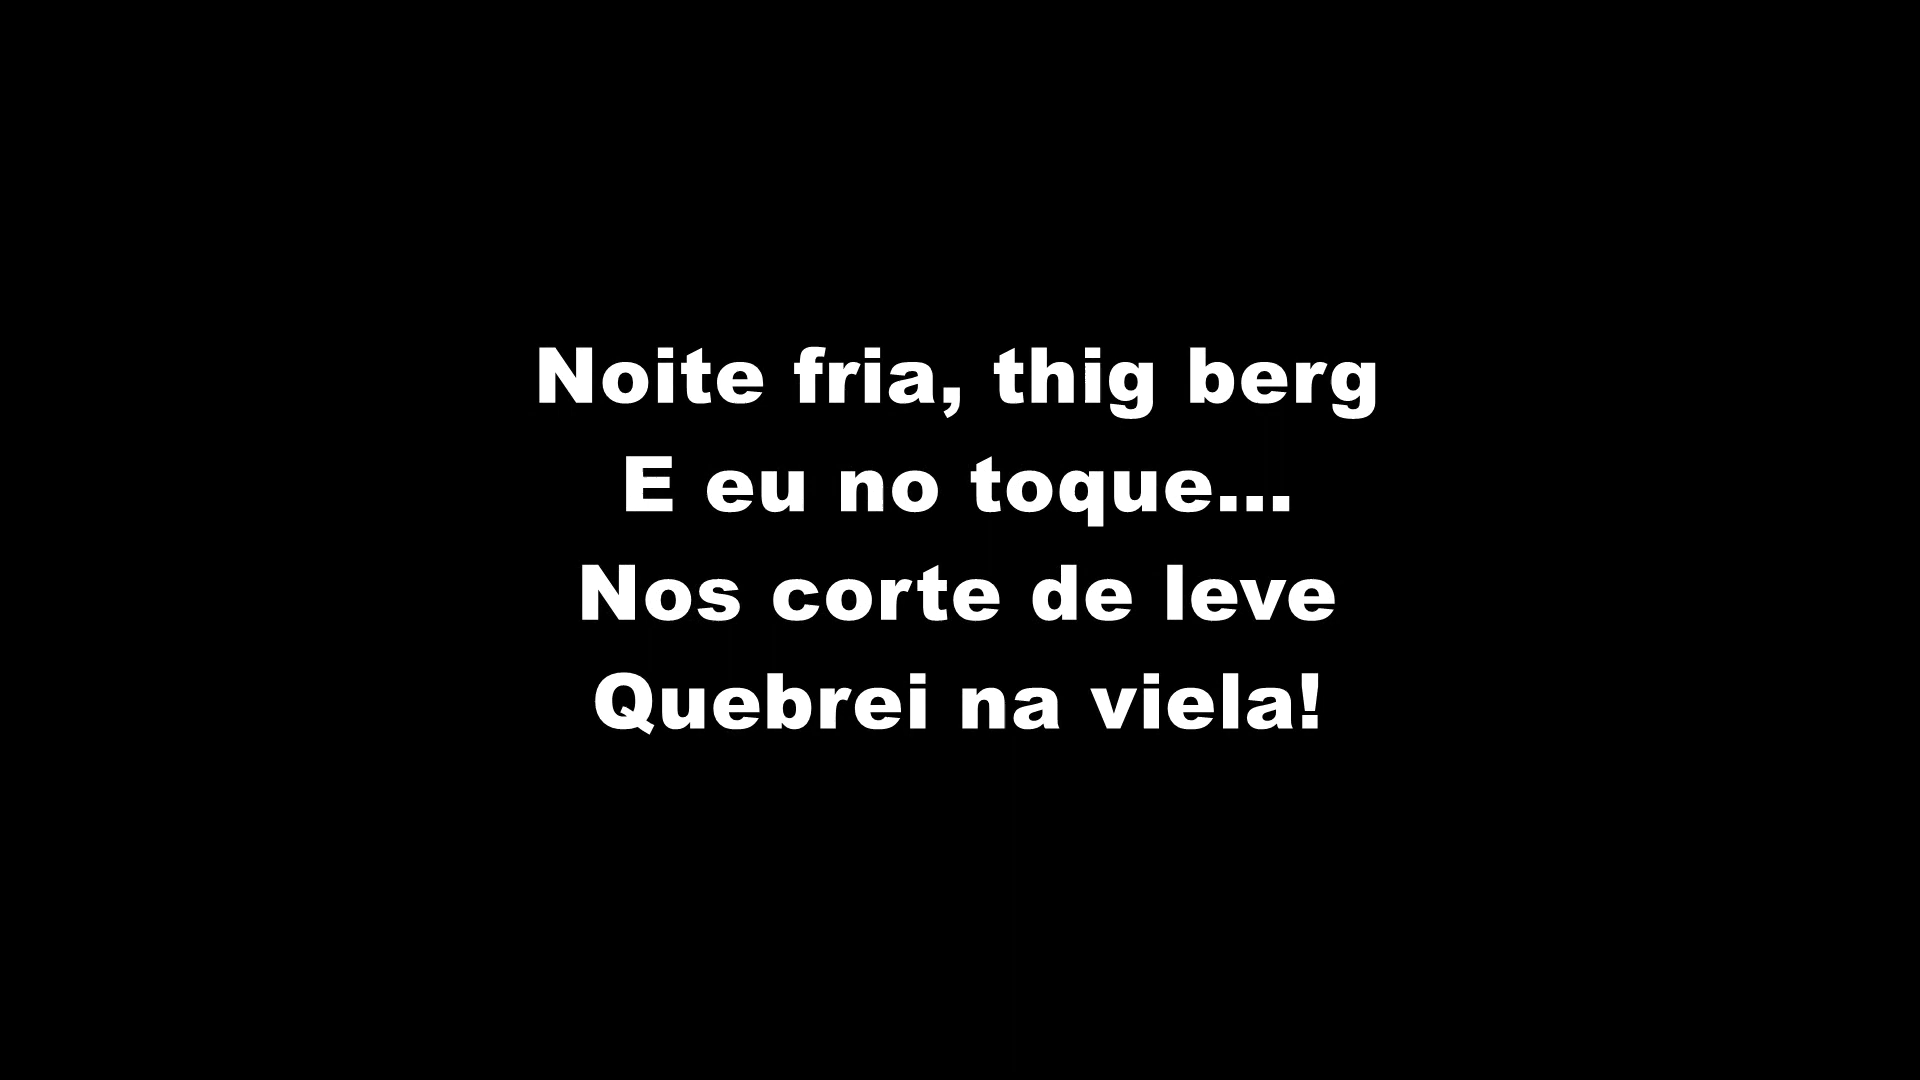 Noite fria, thig berg
E eu no toque...
Nos corte de leve
Quebrei na viela!